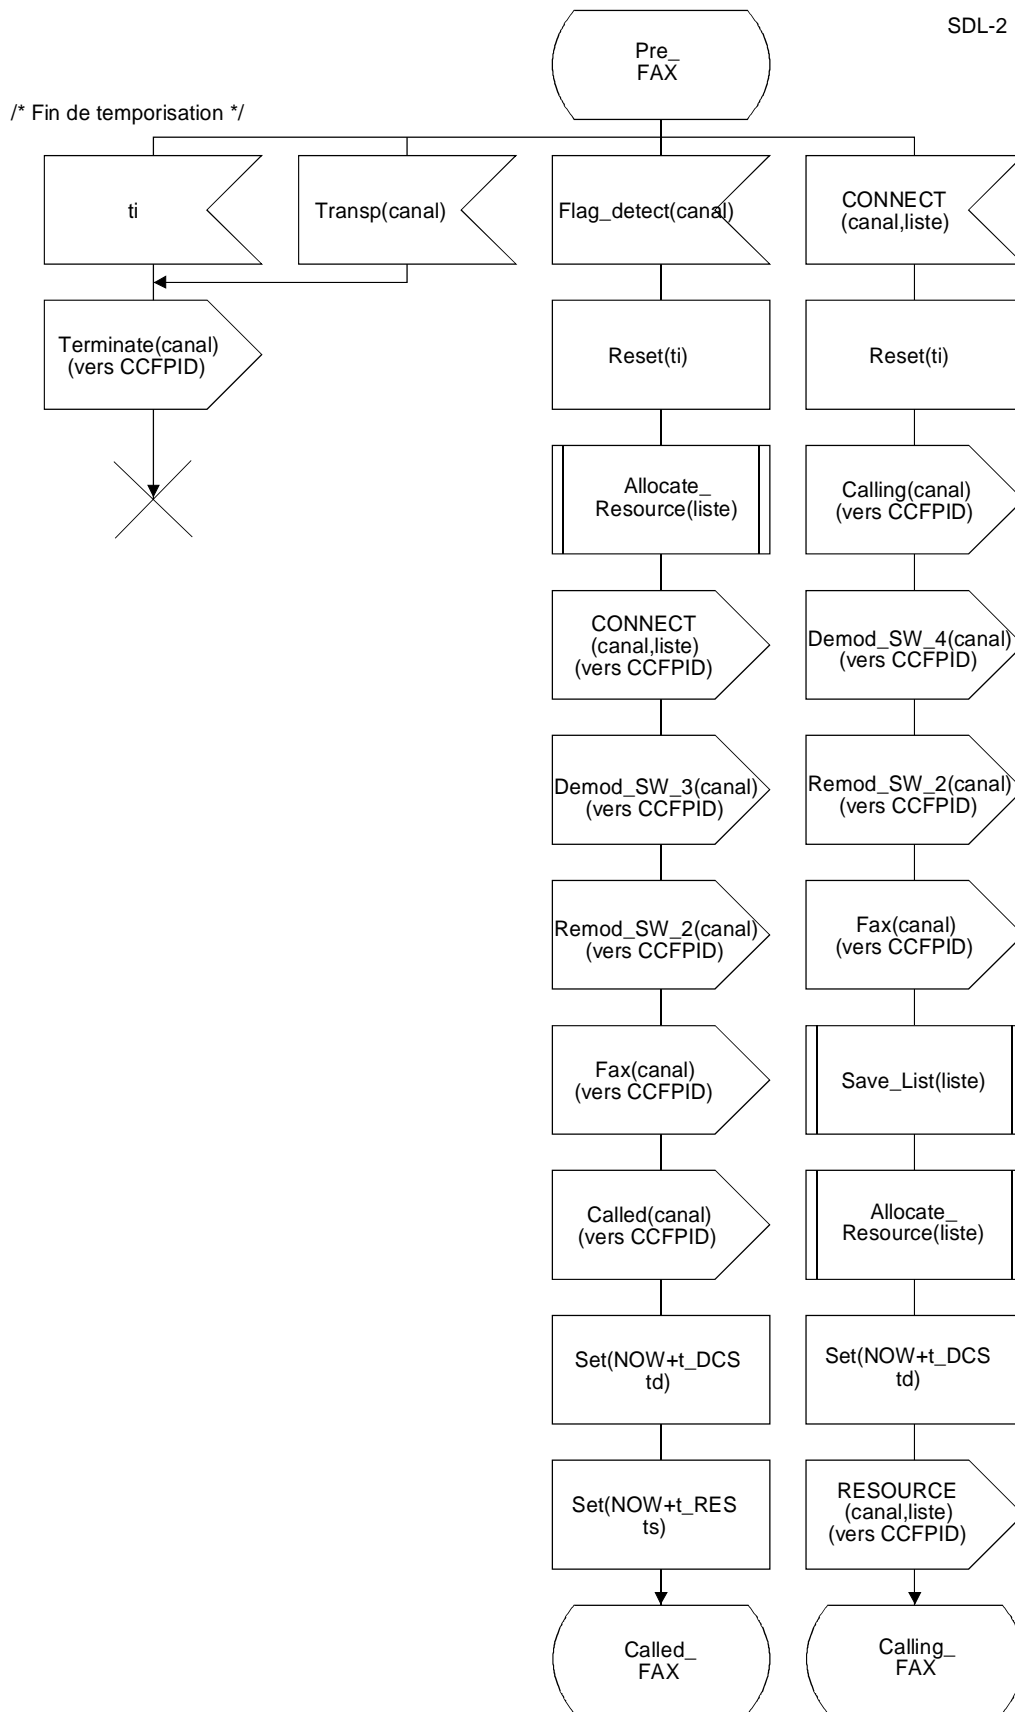 SDL-2
Pre_
FAX
/* Fin de temporisation */
ti
Transp(canal)
Flag_detect(canal)
CONNECT
(canal,liste)
Terminate(canal)
(vers CCFPID)
Reset(ti)
Reset(ti)
Allocate_
Resource(liste)
Calling(canal)
(vers CCFPID)
CONNECT
(canal,liste)
(vers CCFPID)
Demod_SW_4(canal)
(vers CCFPID)
Demod_SW_3(canal)
(vers CCFPID)
Remod_SW_2(canal)
(vers CCFPID)
Remod_SW_2(canal)
(vers CCFPID)
Fax(canal)
(vers CCFPID)
Fax(canal)
(vers CCFPID)
Save_List(liste)
Called(canal)
(vers CCFPID)
Allocate_
Resource(liste)
Set(NOW+t_DCS
td)
Set(NOW+t_DCS
td)
Set(NOW+t_RES
ts)
RESOURCE
(canal,liste)
(vers CCFPID)
Called_
FAX
Calling_
FAX